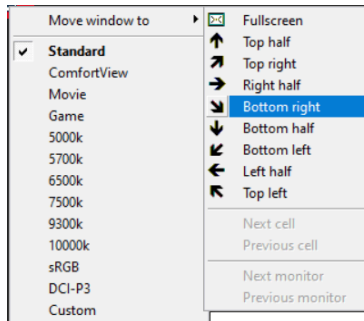 Move window to
Standard
ComfortView
Movie
Game
5000k
5700k
6500k
7500k
9300k
10000k
sRGB
DCI-P3
Custom
Fullscreen
Top half
Top right
Right half
Bottom right
Bottom half
Bottom left
Left half
Top left
Next cell
Previous cell
Next monitor
Previous monitor